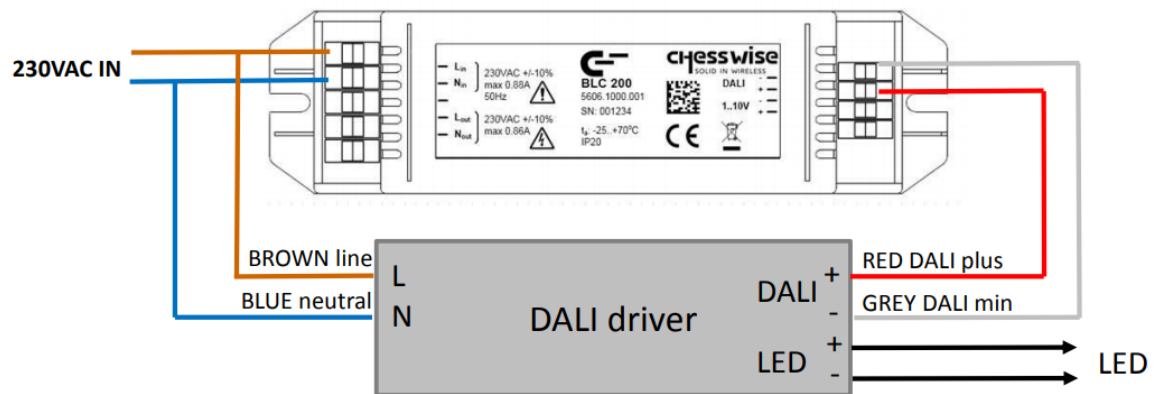 230VAC IN
Lin
Nin
230VAC +/-10%
max 0.88A
50Hz
Lout
Nout
230VAC +/-10%
max 0.86A
BLC 200
5606.1000.001
SN: 001234
ta: -25..+70°C
IP20
CHESSWISE
SOLID IN WIRELESS
DALI
-
+
1..10V
-
+
CE
BROWN line
BLUE neutral
L
N
DALI driver
DALI
+
-
LED
+
-
RED DALI plus
GREY DALI min
LED